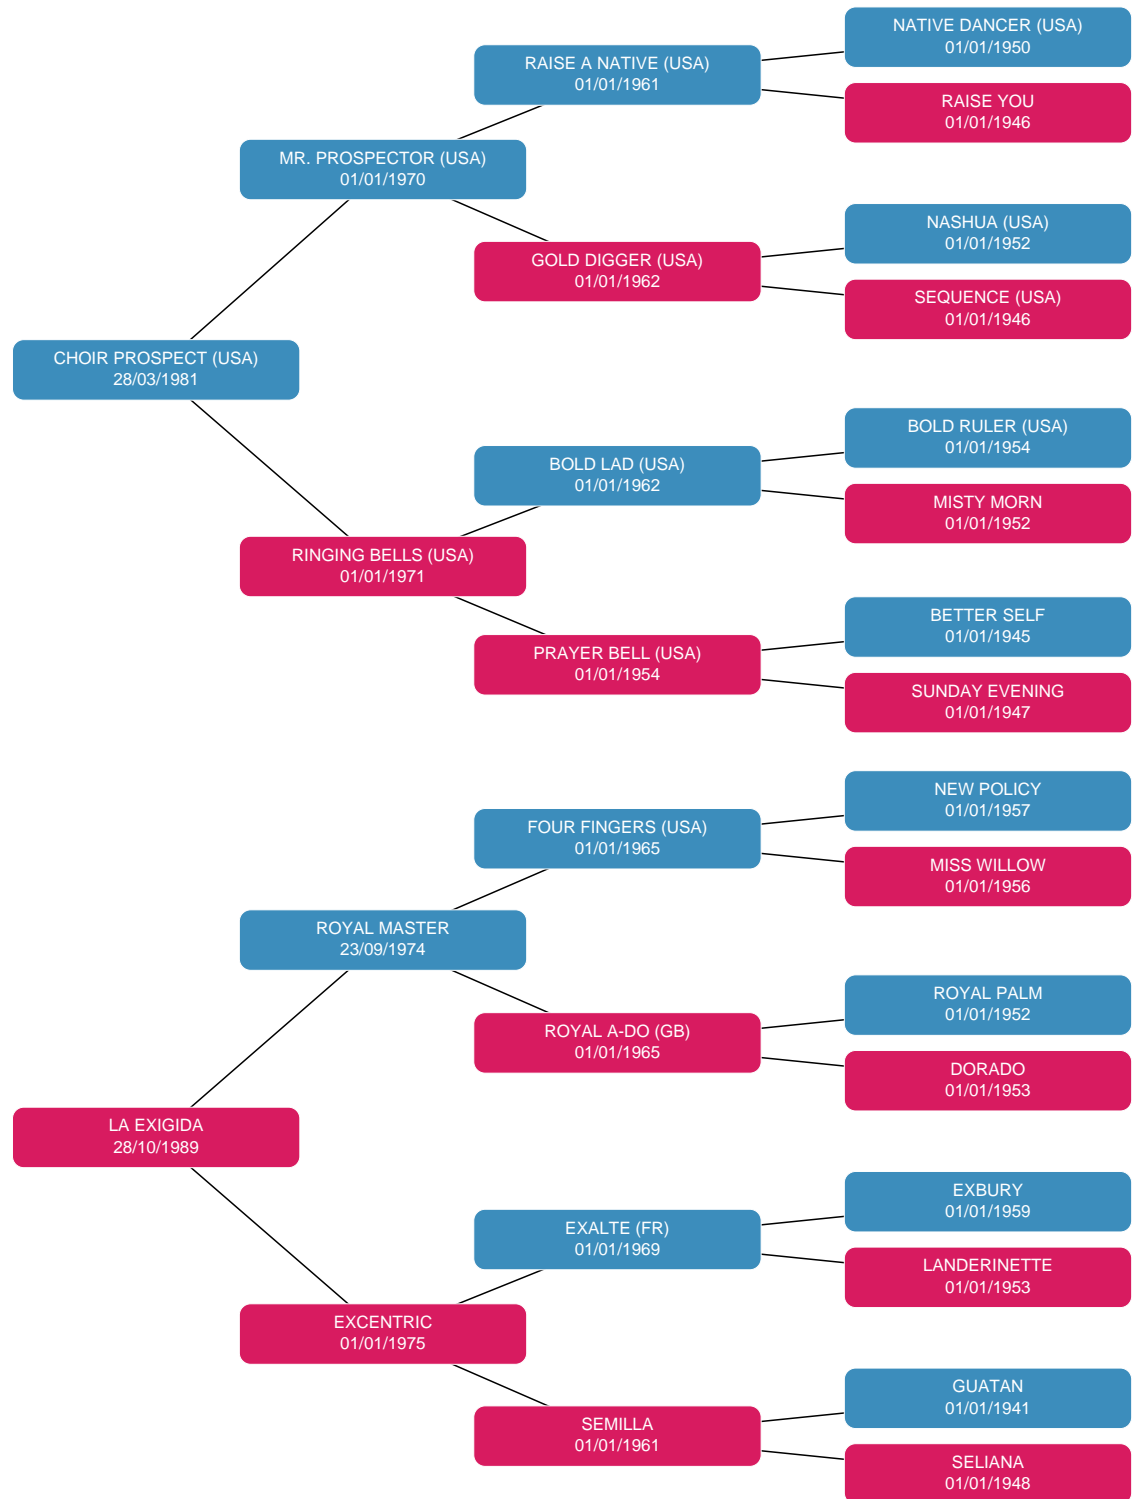 NATIVE DANCER (USA)
01/01/1950
RAISE A NATIVE (USA)
01/01/1961
RAISE YOU
01/01/1946
MR. PROSPECTOR (USA)
01/01/1970
NASHUA (USA)
01/01/1952
GOLD DIGGER (USA)
01/01/1962
SEQUENCE (USA)
01/01/1946
CHOIR PROSPECT (USA)
28/03/1981
BOLD RULER (USA)
01/01/1954
BOLD LAD (USA)
01/01/1962
MISTY MORN
01/01/1952
RINGING BELLS (USA)
01/01/1971
BETTER SELF
01/01/1945
PRAYER BELL (USA)
01/01/1954
SUNDAY EVENING
01/01/1947
NEW POLICY
01/01/1957
FOUR FINGERS (USA)
01/01/1965
MISS WILLOW
01/01/1956
ROYAL MASTER
23/09/1974
ROYAL PALM
01/01/1952
ROYAL A-DO (GB)
01/01/1965
DORADO
01/01/1953
LA EXIGIDA
28/10/1989
EXBURY
01/01/1959
EXALTE (FR)
01/01/1969
LANDERINETTE
01/01/1953
EXCENTRIC
01/01/1975
GUATAN
01/01/1941
SEMILLA
01/01/1961
SELIANA
01/01/1948